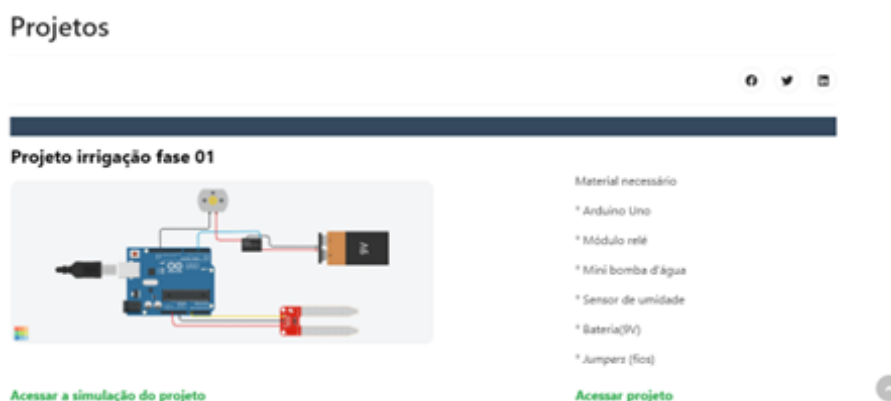 Projetos
Projeto irrigação fase 01
Material necessário
* Arduino Uno
* Módulo relé
* Mini bomba d'água
* Sensor de umidade
* Bateria(9V)
* Jumpers (fios)
Acessar a simulação do projeto
Acessar projeto